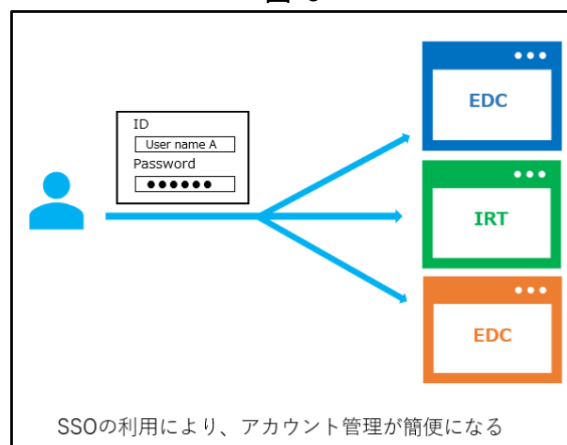 ID
User name A
Password
●●●●●●
EDC
IRT
EDC
SSOの利用により、アカウント管理が簡便になる